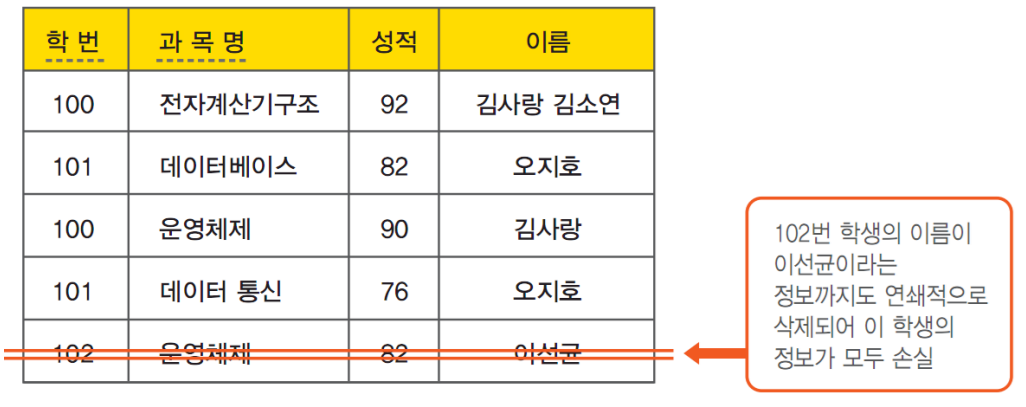 학 번 과 목 명 성적 이름
100 전자계산기구조 92 김사랑 김소연
101 데이터베이스 82 오지호
100 운영체제 90 김사랑
101 데이터 통신 76 오지호
102 운영체제 82 이선균
102번 학생의 이름이
이선균이라는
정보까지도 연쇄적으로
삭제되어 이 학생의
정보가 모두 손실